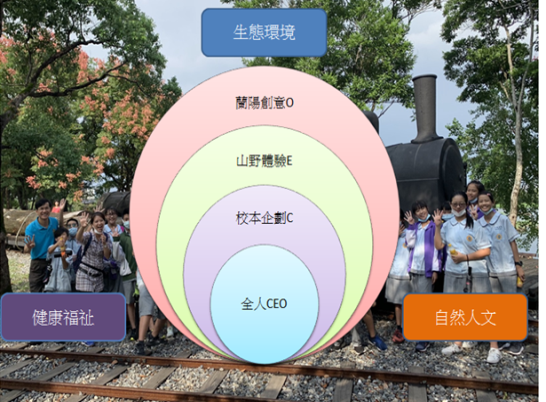 生態環境
蘭陽創意O
山野體驗E
校本企劃C
全人CEO
健康福祉
自然人文